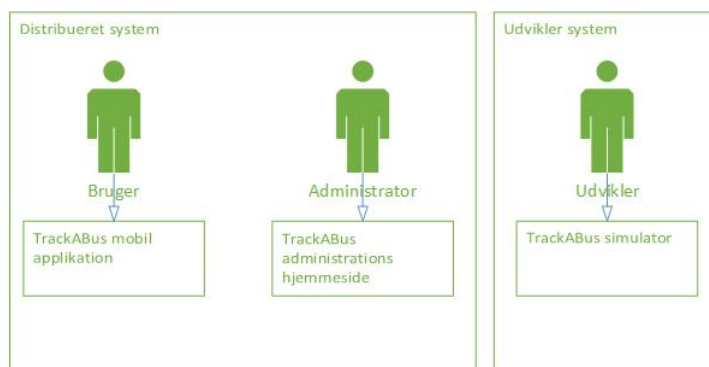 Distribueret system
Udvikler system
Bruger
Administrator
Udvikler
TrackABus mobil
applikation
TrackABus
administrations
hjemmeside
TrackABus simulator